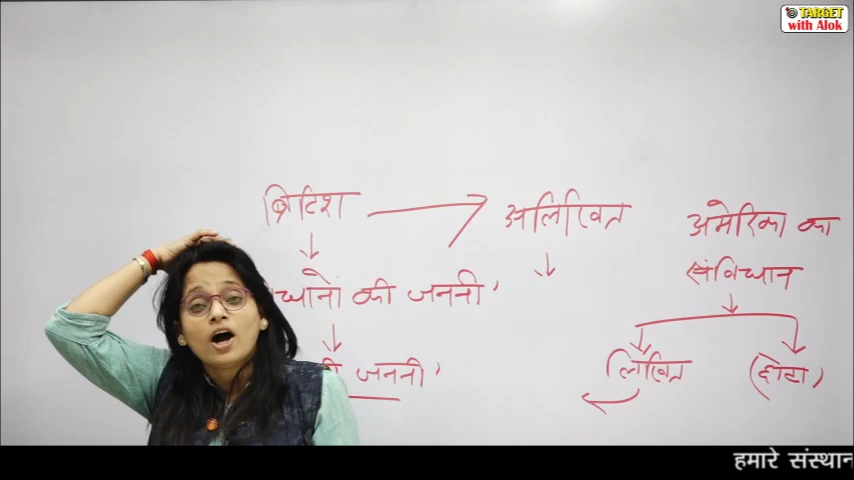 TARGET
with Alok
ब्रिटिश → अलिखित
अमेरिका का
संविधान
की जननी'
जननी'
लिखित (छोटा)
हमारे संस्थान